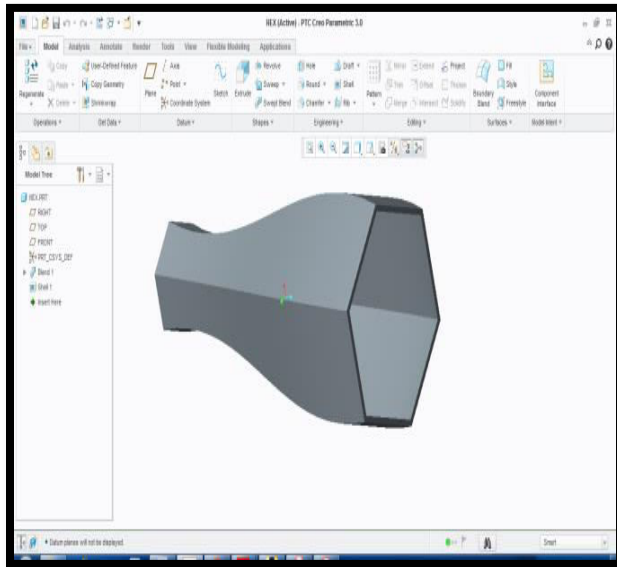 HEX (Active) - PTC Creo Parametric 3.0
File Model Analysis Annotate Render Tools View Flexible Modeling Applications
Copy User-Defined Feature Axis Revolve Hole Draft Mirror Extend Project Fill
Regenerate Paste Copy Geometry Plane Point Sketch Extrude Sweep Round Shell Pattern Trim Offset Thicken Boundary Blend Style Component Interface
Delete Shrinkwrap Coordinate System Swept Blend Chamfer Rib Merge Intersect Solidify Freestyle
Operations Get Data Datum Shapes Engineering Editing Surfaces Model Intent
Model Tree
HEX.PRT
RIGHT
TOP
FRONT
PRT_CSYS_DEF
Blend 1
Shell 1
Insert Here
• Datum planes will not be displayed.
Smart